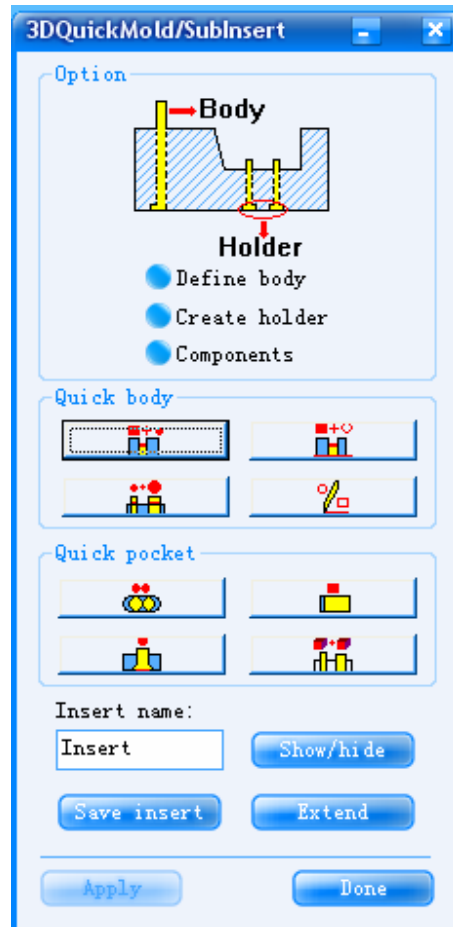 3DQuickMold/SubInsert
Option
Body
Holder
Define body
Create holder
Components
Quick body
Quick pocket
Insert name:
Insert
Show/hide
Save insert
Extend
Apply
Done